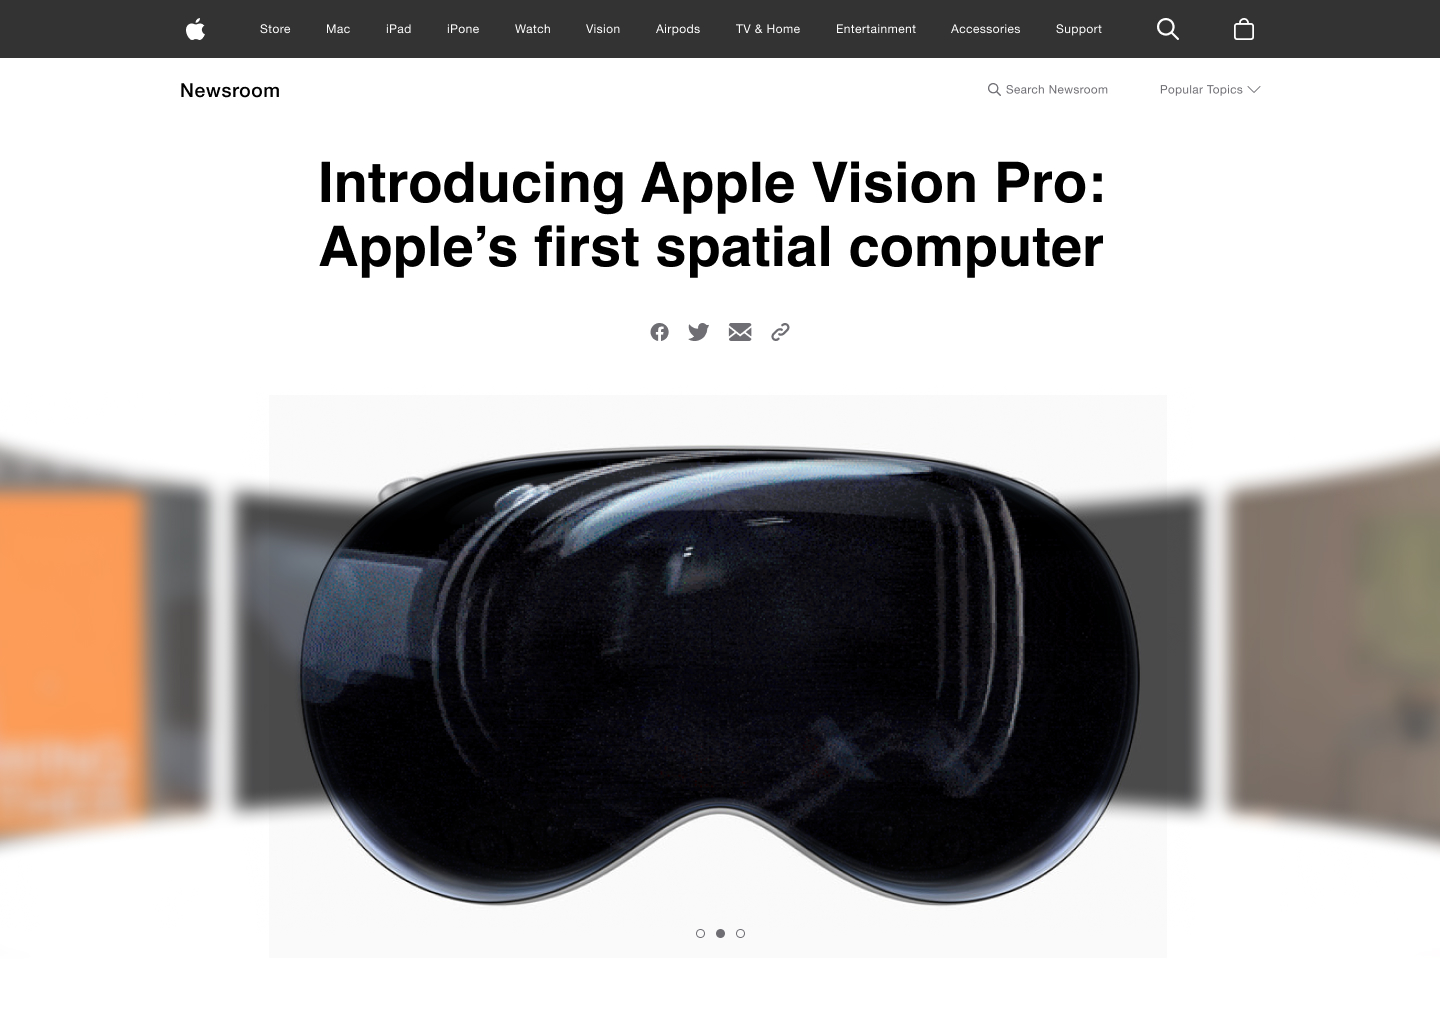 Store Mac iPad iPone Watch Vision Airpods TV & Home Entertainment Accessories Support
Newsroom Search Newsroom Popular Topics
Introducing Apple Vision Pro:
Apple’s first spatial computer